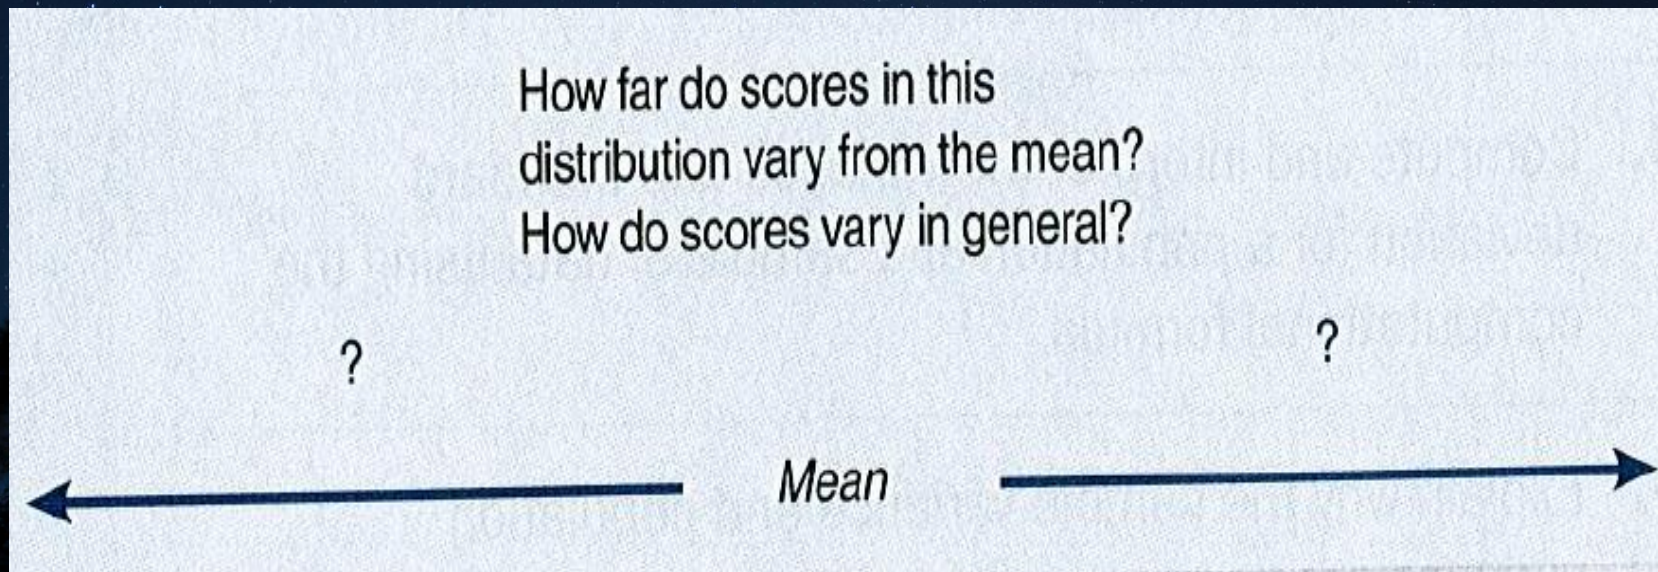 How far do scores in this
distribution vary from the mean?
How do scores vary in general?
? ?
Mean